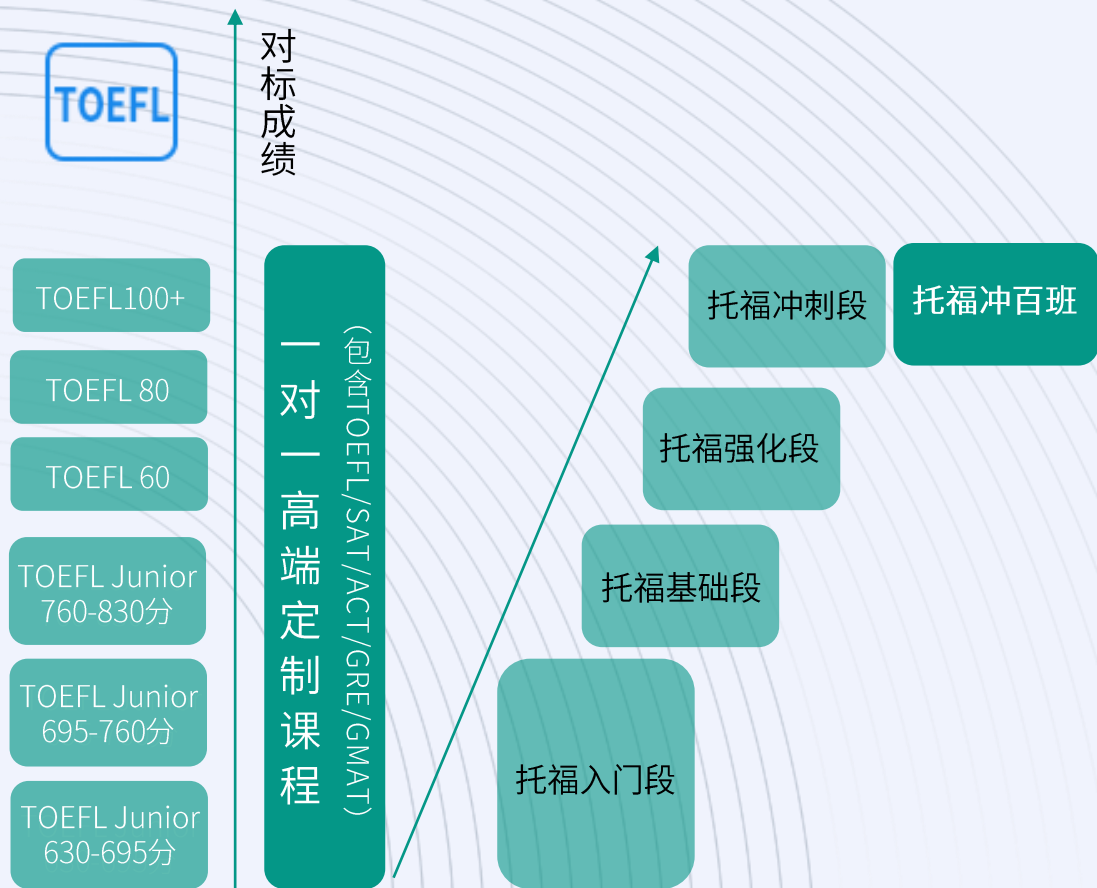 TOEFL
对标成绩
TOEFL100+
TOEFL 80
TOEFL 60
TOEFL Junior
760-830分
TOEFL Junior
695-760分
TOEFL Junior
630-695分
一对一高端定制课程
（包含TOEFL/SAT/ACT/GRE/GMAT）
托福冲刺段
托福冲百班
托福强化段
托福基础段
托福入门段